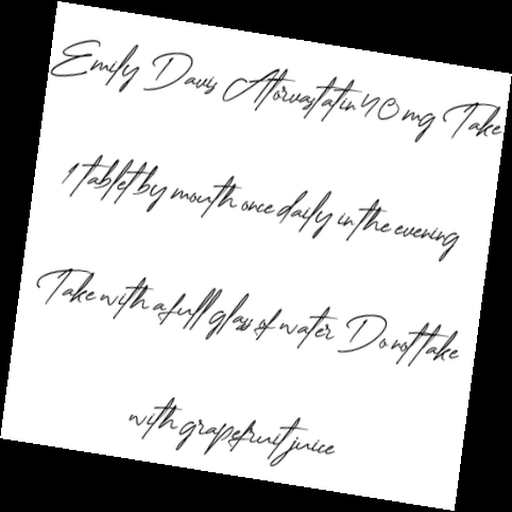 Emily Davis Atorvastatin 40 mg Take
1 tablet by mouth once daily in the evening
Take with a full glass of water Do not take
with grapefruit juice